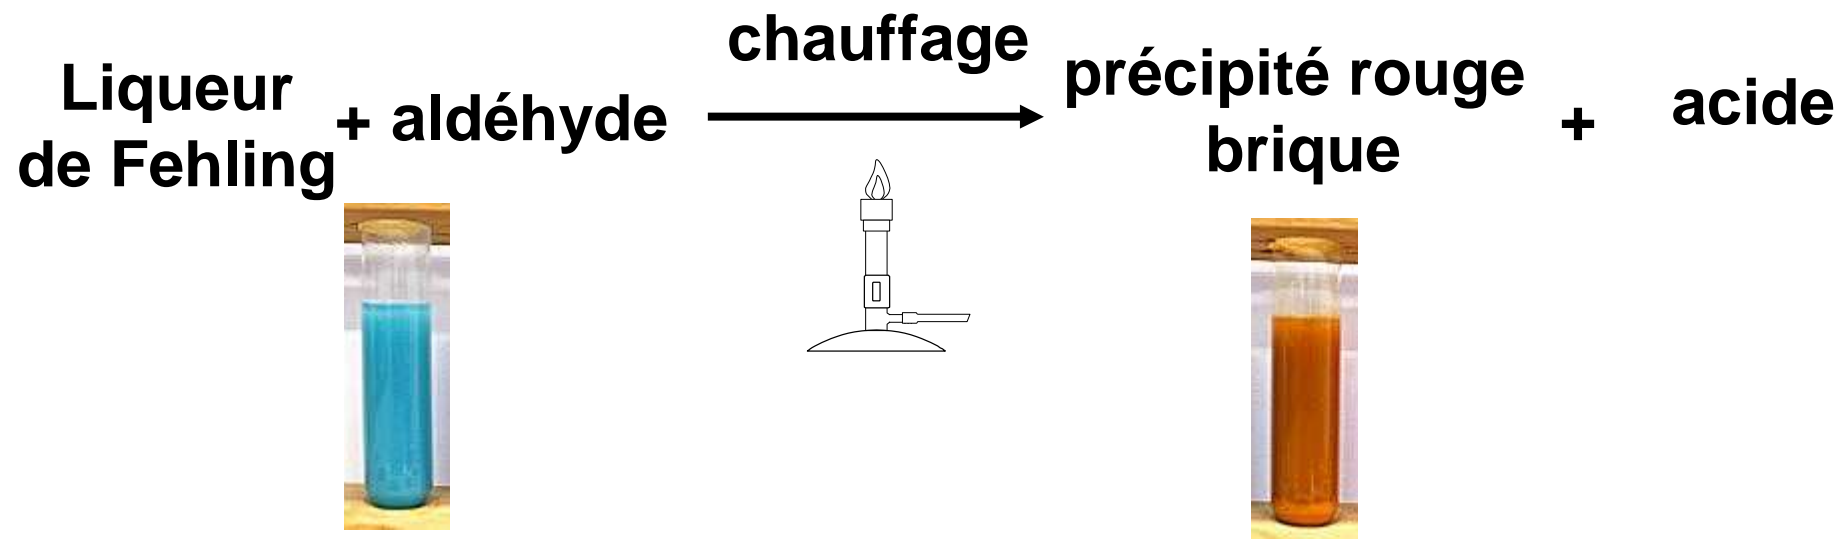 Liqueur
de Fehling
+ aldéhyde
chauffage
précipité rouge
brique
+
acide